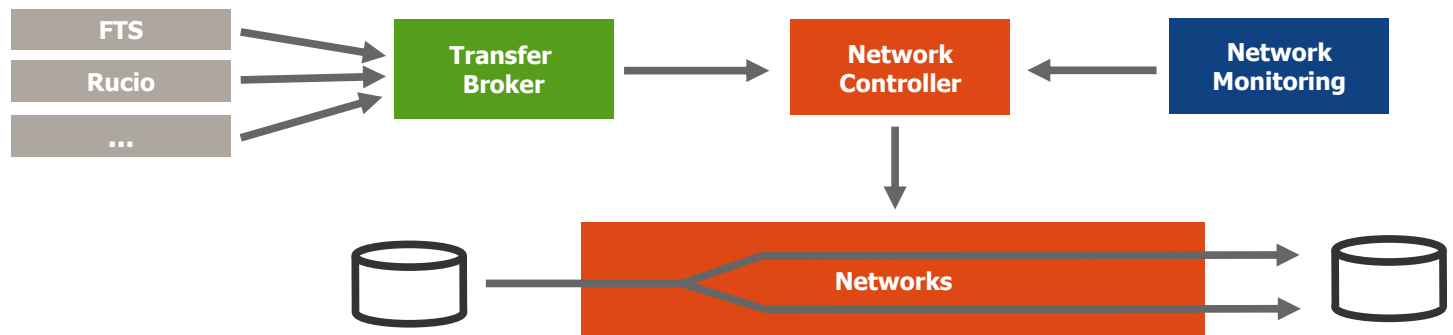 FTS
Rucio
...
Transfer
Broker
Network
Controller
Network
Monitoring
Networks